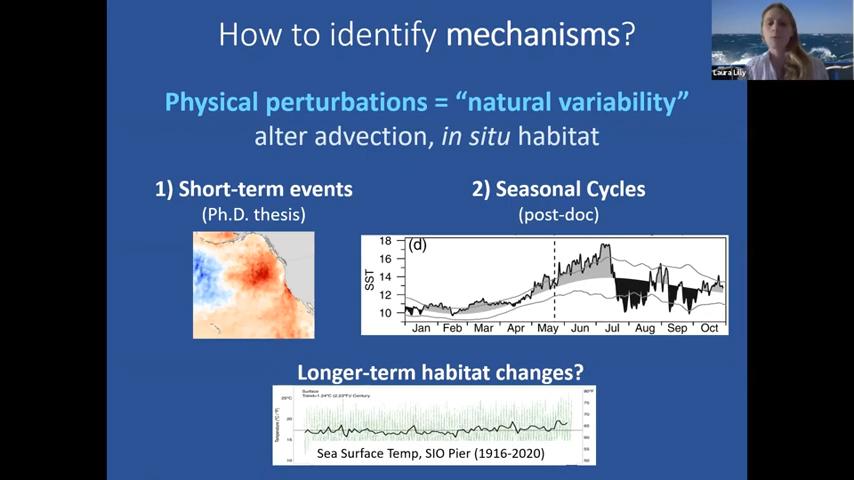 How to identify mechanisms?
Laura Lilly
Physical perturbations = “natural variability”
alter advection, in situ habitat
1) Short-term events
(Ph.D. thesis)
2) Seasonal Cycles
(post-doc)
(d)
SST
18
16
14
12
10
Jan Feb Mar Apr May Jun Jul Aug Sep Oct
Longer-term habitat changes?
Surface
Sea Surface Temp, SIO Pier (1916-2020)